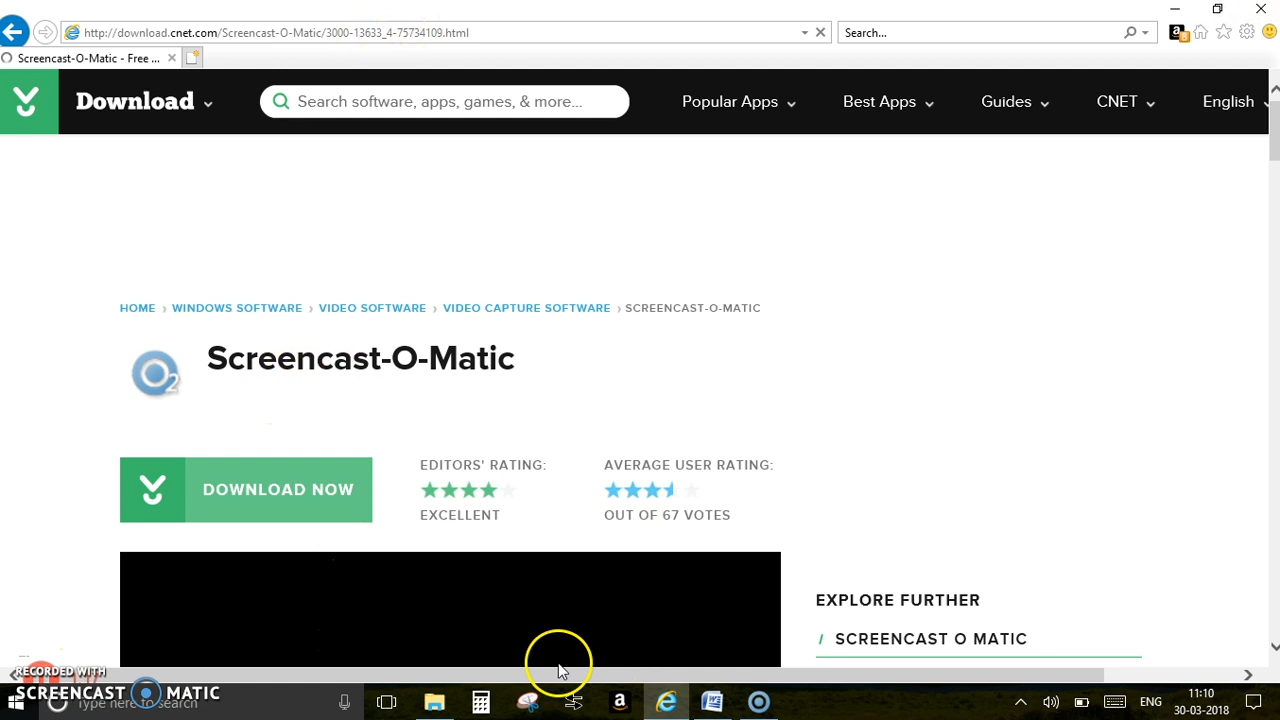 http://download.cnet.com/Screencast-O-Matic/3000-13633_4-75734109.html
Search...
8
Screencast-O-Matic - Free ...
Download
Search software, apps, games, & more...
Popular Apps
Best Apps
Guides
CNET
English
HOME › WINDOWS SOFTWARE › VIDEO SOFTWARE › VIDEO CAPTURE SOFTWARE › SCREENCAST-O-MATIC
2
Screencast-O-Matic
DOWNLOAD NOW
EDITORS' RATING:
EXCELLENT
AVERAGE USER RATING:
OUT OF 67 VOTES
EXPLORE FURTHER
/ SCREENCAST O MATIC
RECORDED WITH
SCREENCAST MATIC
Type here to search
a
ENG
11:10
30-03-2018